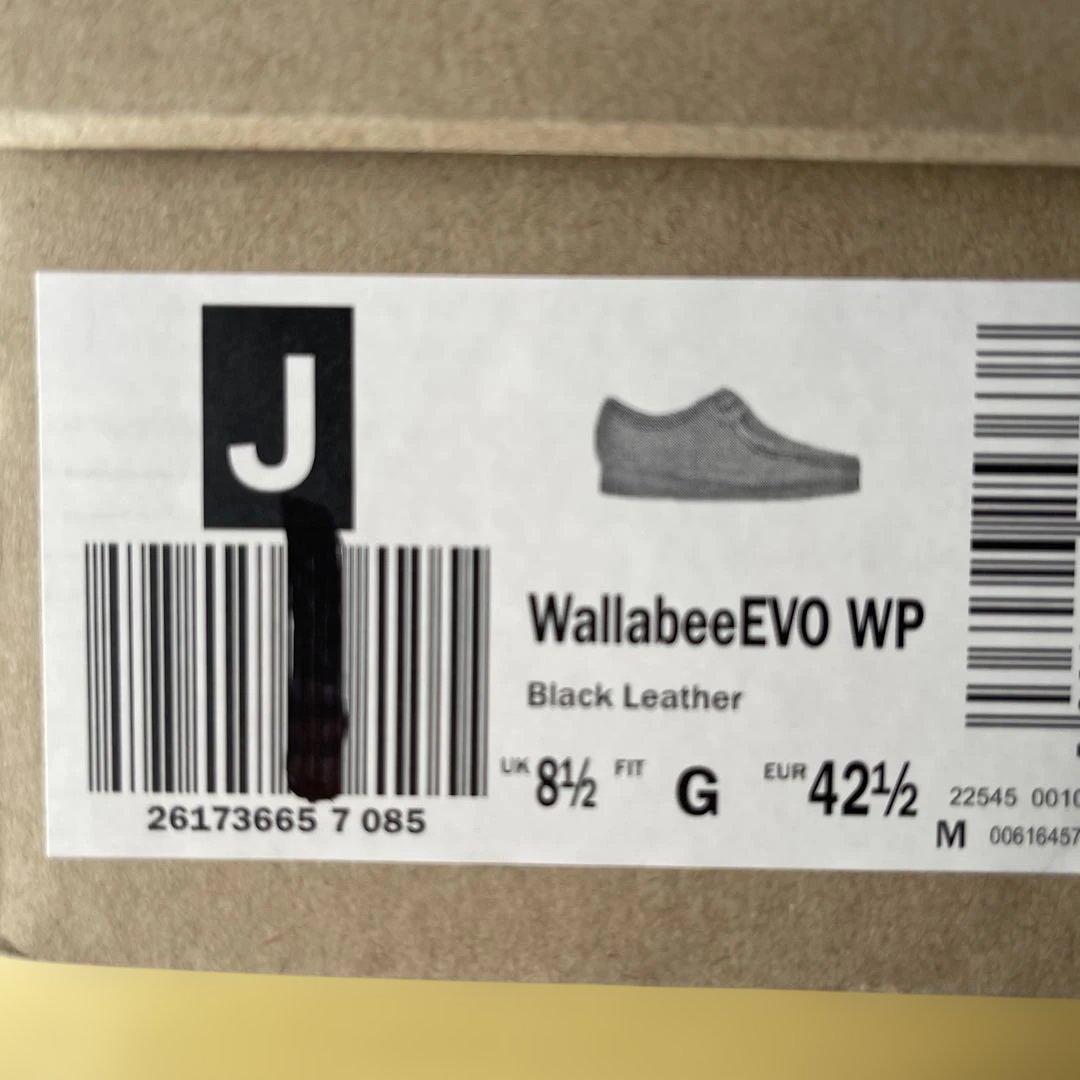 J
26173665 7 085
WallabeeEVO WP
Black Leather
UK 8½ FIT G EUR 42½
22545 0010
M 00616457